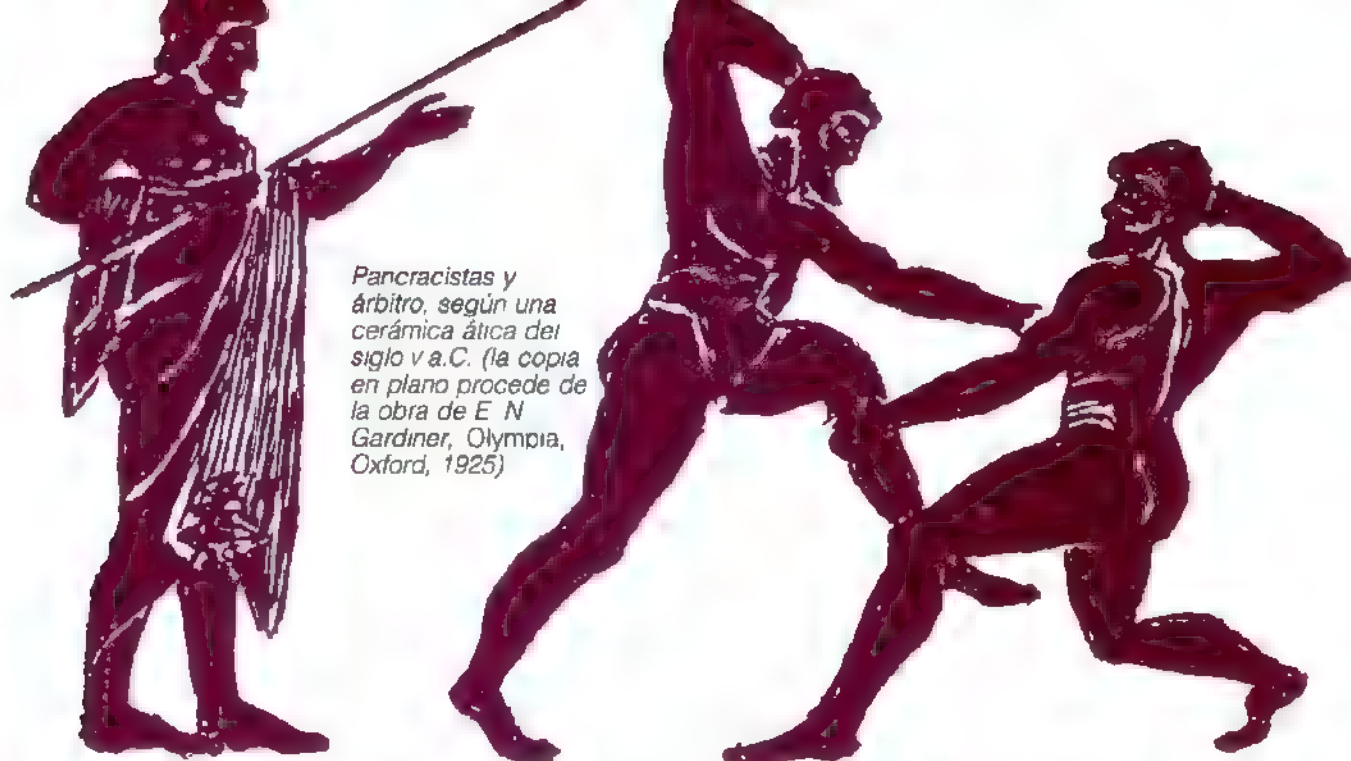 Pancracistas y
árbitro, según una
cerámica ática del
siglo v a.C. (la copia
en plano procede de
la obra de E N
Gardiner, Olympia,
Oxford, 1925)